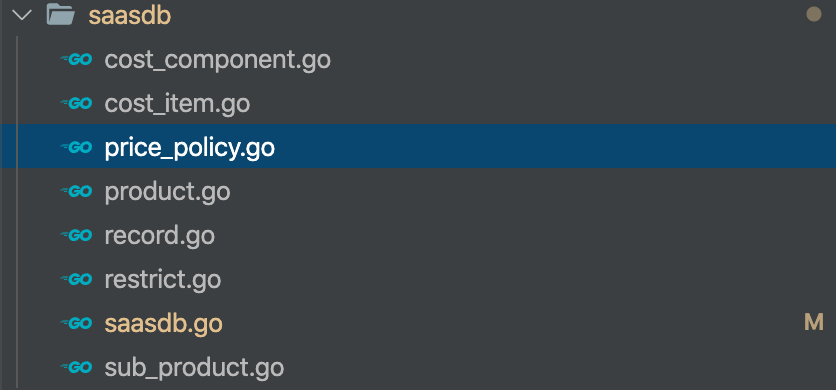 saasdb
GO cost_component.go
GO cost_item.go
GO price_policy.go
GO product.go
GO record.go
GO restrict.go
GO saasdb.go M
GO sub_product.go